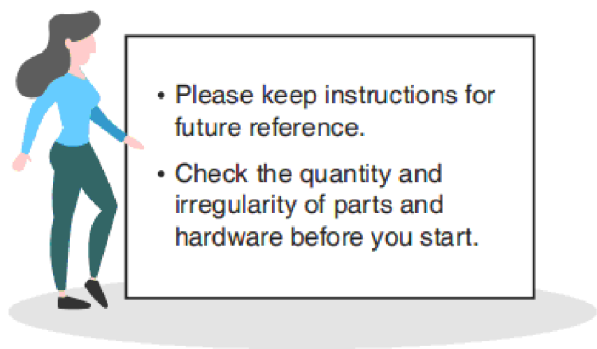 • Please keep instructions for
future reference.
• Check the quantity and
irregularity of parts and
hardware before you start.